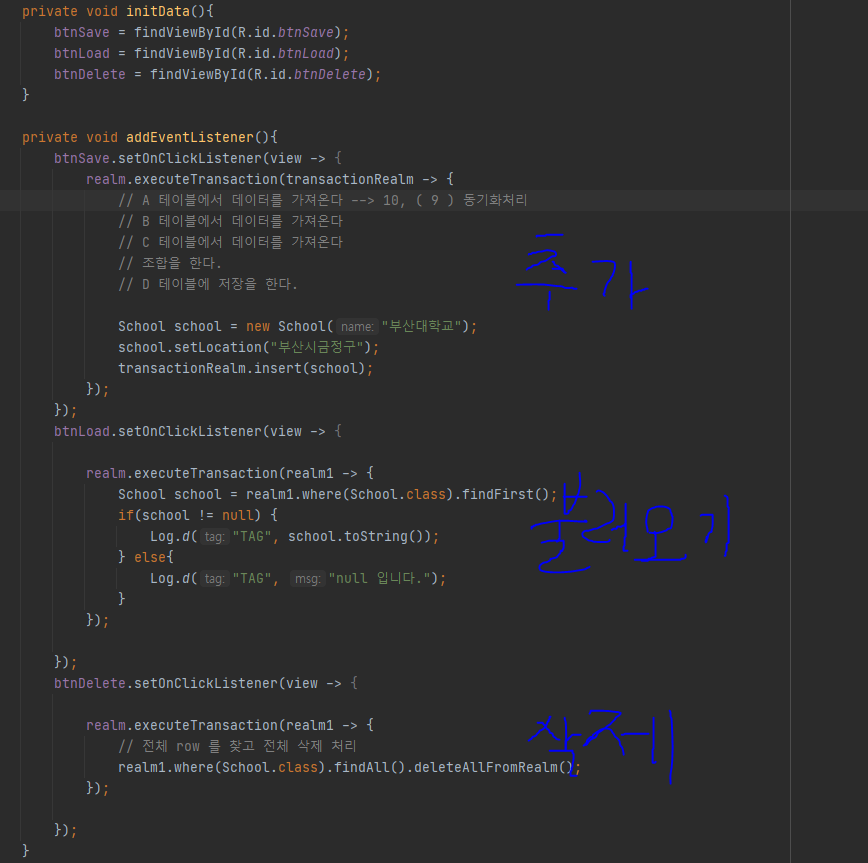 private void initData(){
btnSave = findViewById(R.id.btnSave);
btnLoad = findViewById(R.id.btnLoad);
btnDelete = findViewById(R.id.btnDelete);
}
private void addEventListener(){
btnSave.setOnClickListener(view -> {
realm.executeTransaction(transactionRealm -> {
// A 테이블에서 데이터를 가져온다 --> 10, ( 9 ) 동기화처리
// B 테이블에서 데이터를 가져온다
// C 테이블에서 데이터를 가져온다
// 조합을 한다.
// D 테이블에 저장을 한다.
추가
School school = new School( name: "부산대학교");
school.setLocation("부산시금정구");
transactionRealm.insert(school);
});
});
btnLoad.setOnClickListener(view -> {
realm.executeTransaction(realm1 -> {
School school = realm1.where(School.class).findFirst();
if(school != null) {
Log.d( tag: "TAG", school.toString());
불러오기
} else{
Log.d( tag: "TAG", msg: "null 입니다.");
}
});
});
btnDelete.setOnClickListener(view -> {
realm.executeTransaction(realm1 -> {
// 전체 row 를 찾고 전체 삭제 처리
삭제
realm1.where(School.class).findAll().deleteAllFromRealm();
});
});
}